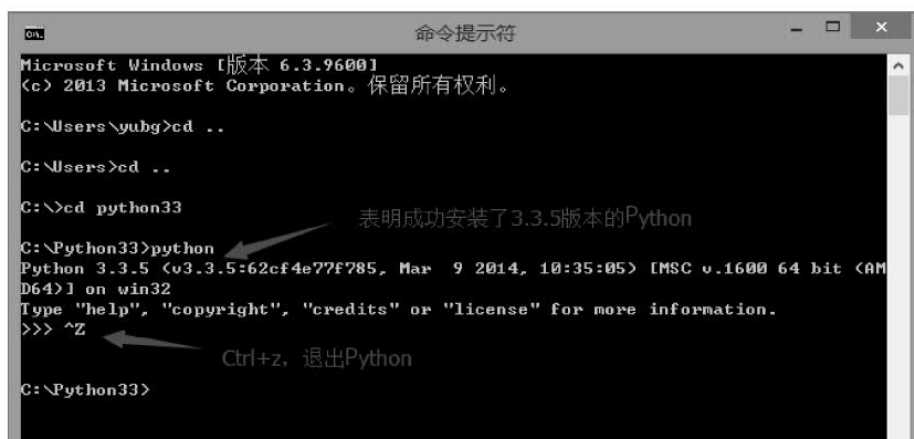 命令提示符
Microsoft Windows [版本 6.3.9600]
(c) 2013 Microsoft Corporation。保留所有权利。
C:\Users\yubg>cd ..
C:\Users>cd ..
C:\>cd python33
表明成功安装了3.3.5版本的Python
C:\Python33>python
Python 3.3.5 (v3.3.5:62cf4e77f785, Mar  9 2014, 10:35:05) [MSC v.1600 64 bit (AM
D64)] on win32
Type "help", "copyright", "credits" or "license" for more information.
>>> ^Z
Ctrl+z，退出Python
C:\Python33>